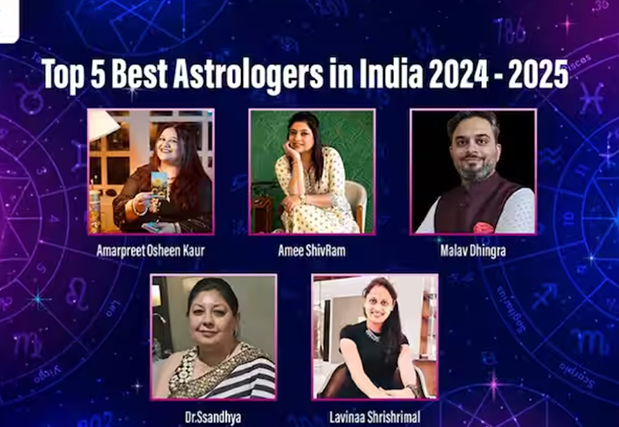 Top 5 Best Astrologers in India 2024 - 2025
Amarpreet Osheen Kaur
Amee ShivRam
Malav Dhingra
Dr.Ssandhya
Lavinaa Shrishrimal